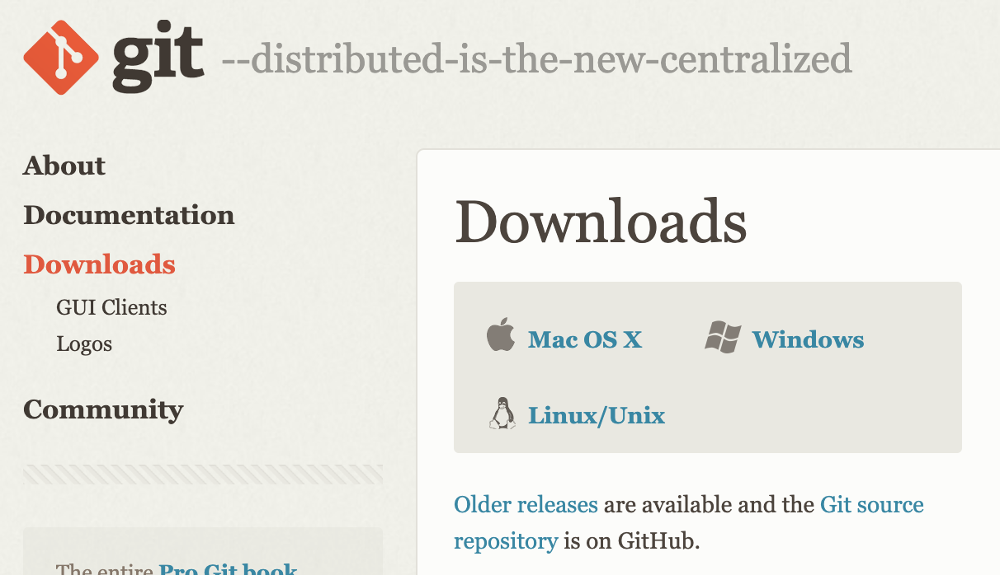 git --distributed-is-the-new-centralized
About
Documentation
Downloads
GUI Clients
Logos
Community
The entire Pro Git book
Downloads
Mac OS X
Windows
Linux/Unix
Older releases are available and the Git source
repository is on GitHub.